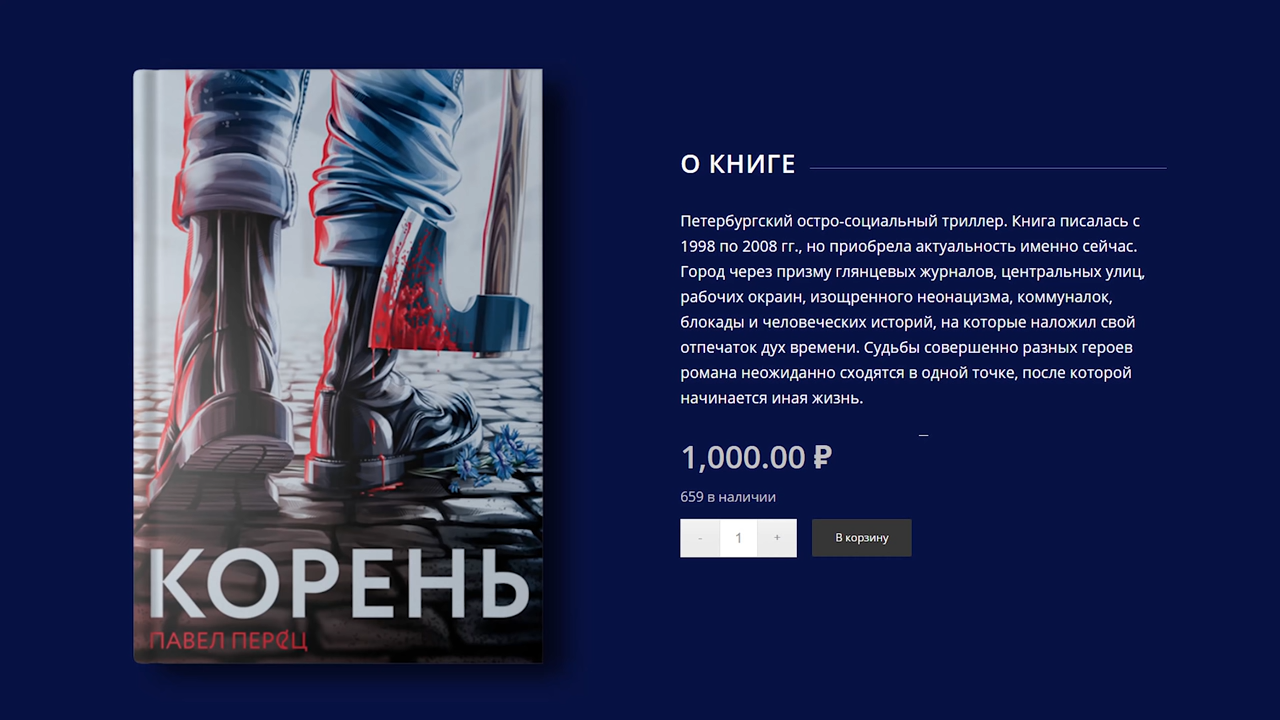 КОРЕНЬ
ПАВЕЛ ПЕРЕЦ
О КНИГЕ
Петербургский остро-социальный триллер. Книга писалась с
1998 по 2008 гг., но приобрела актуальность именно сейчас.
Город через призму глянцевых журналов, центральных улиц,
рабочих окраин, изощренного неонацизма, коммуналок,
блокады и человеческих историй, на которые наложил свой
отпечаток дух времени. Судьбы совершенно разных героев
романа неожиданно сходятся в одной точке, после которой
начинается иная жизнь.
—
1,000.00 ₽
659 в наличии
- 1 + В корзину